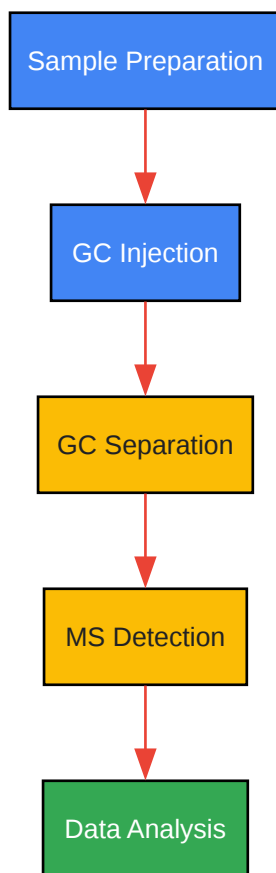 Sample Preparation
GC Injection
GC Separation
MS Detection
Data Analysis